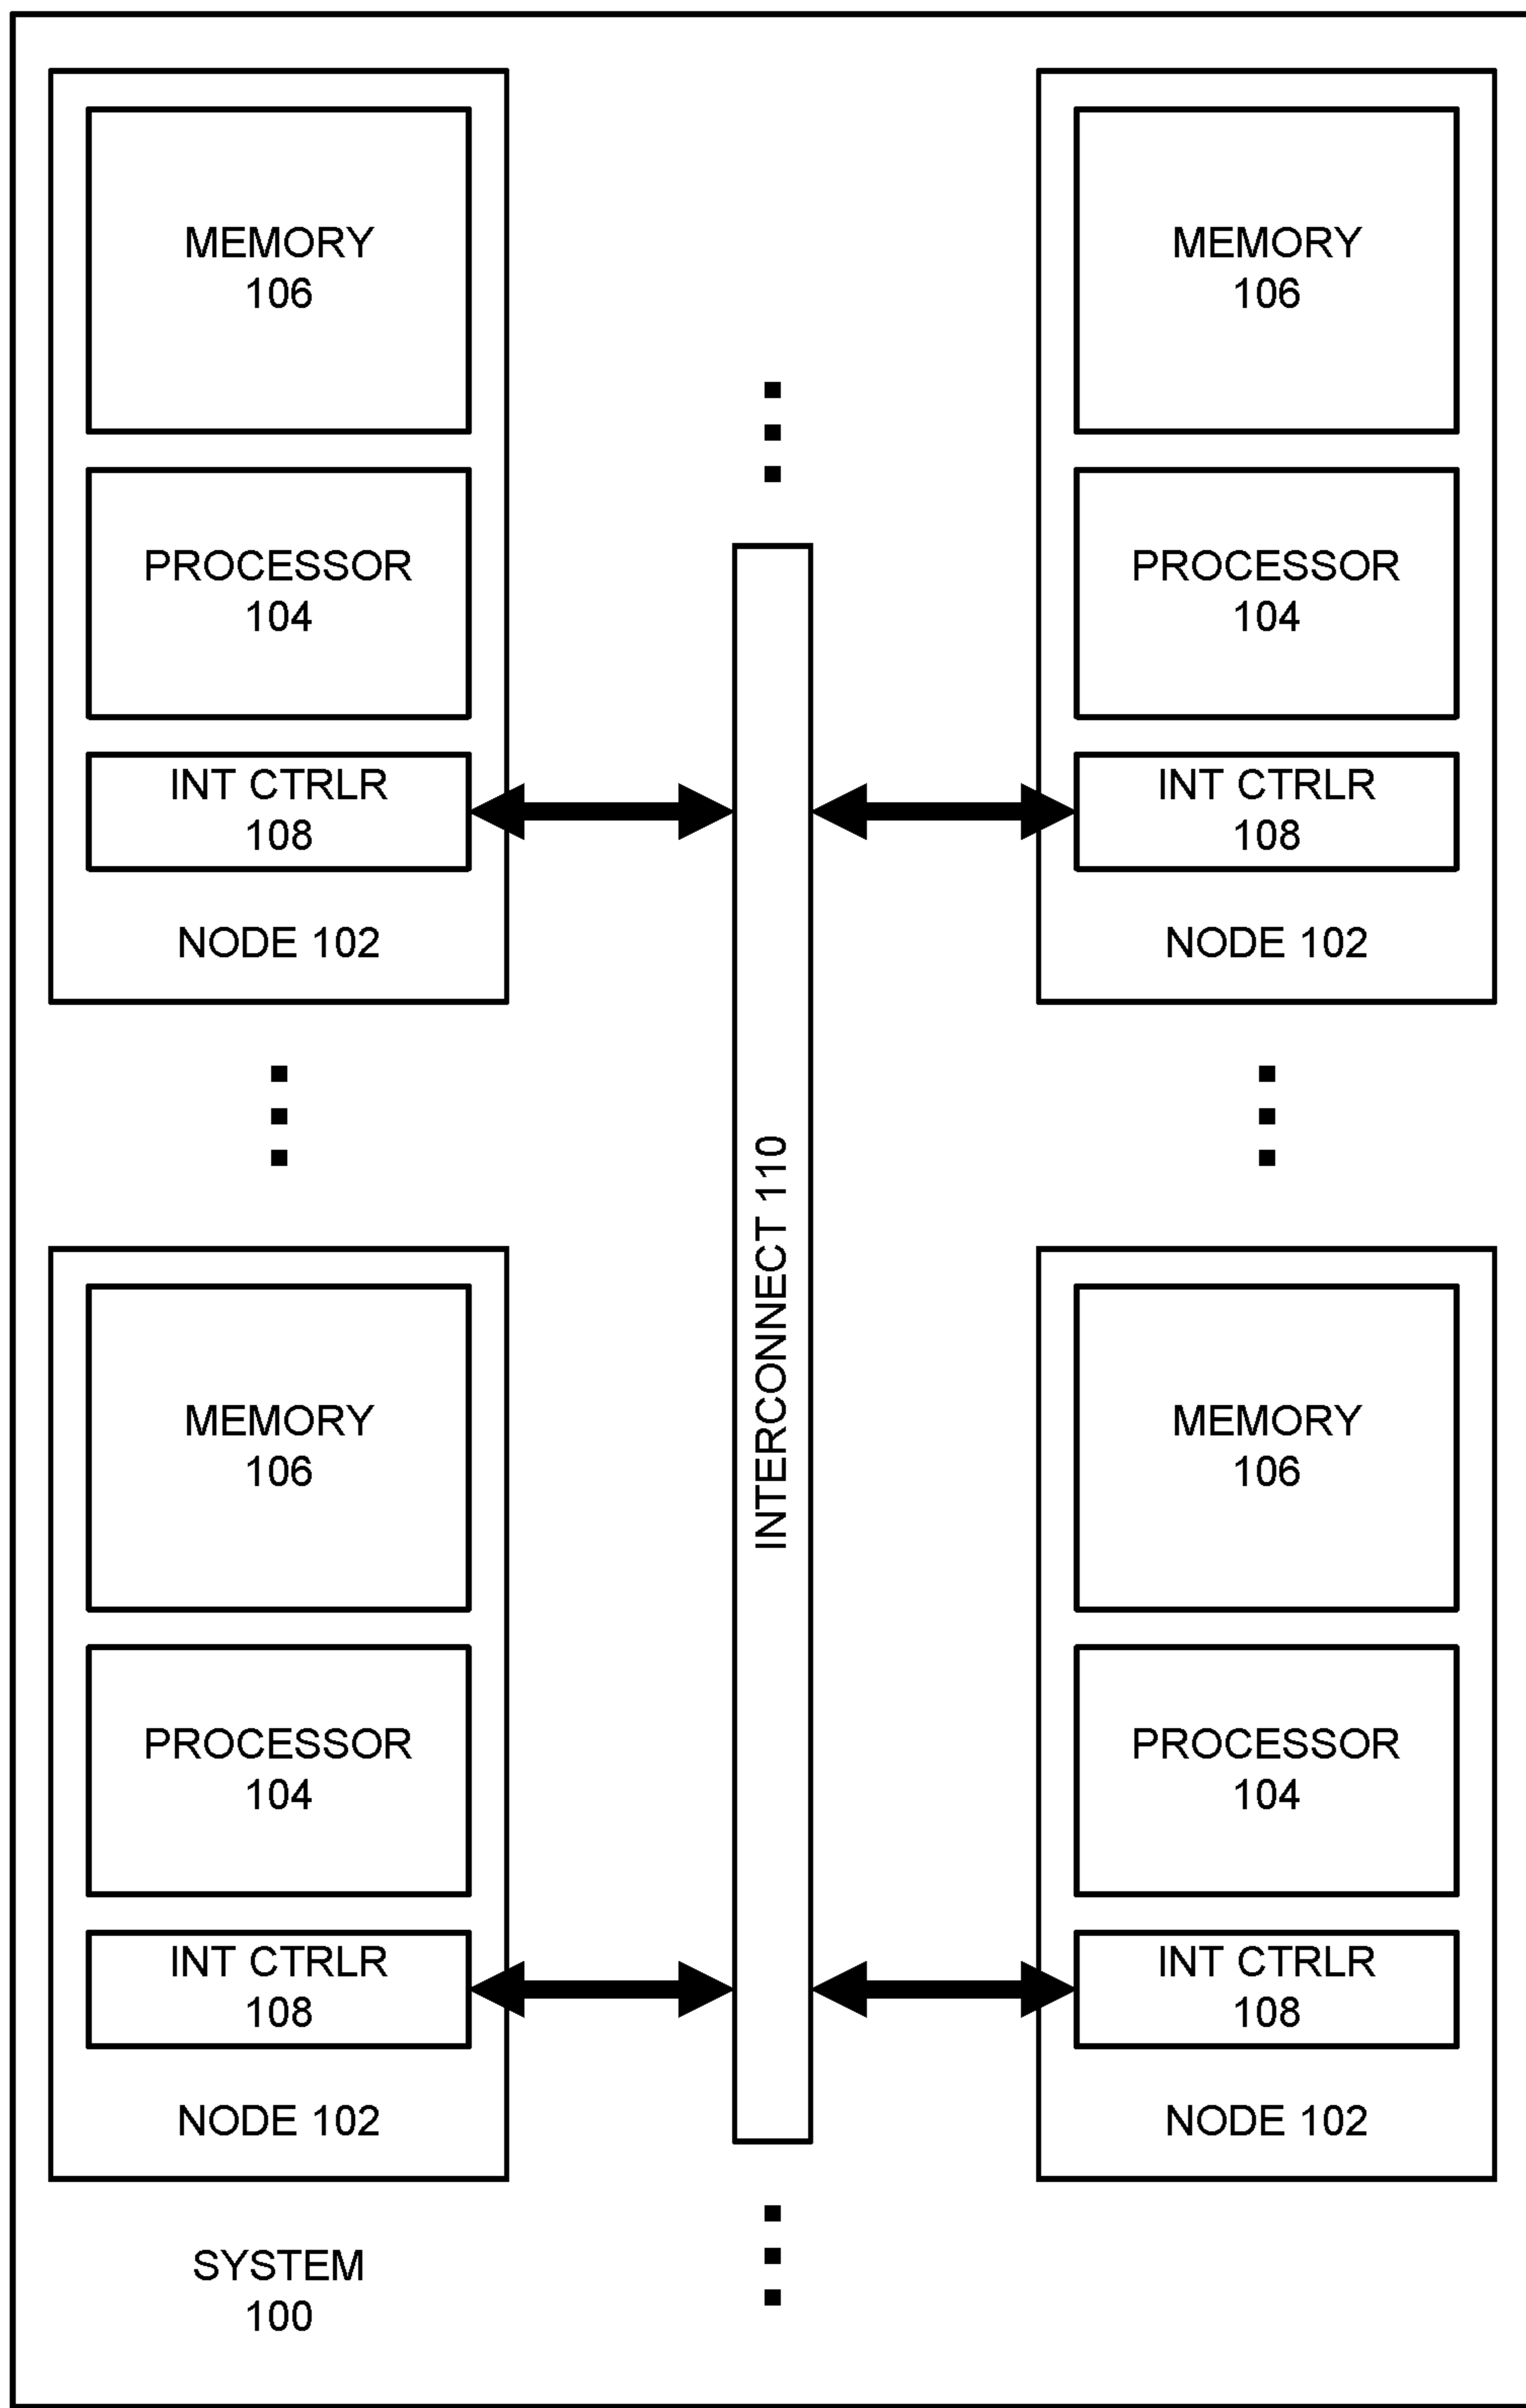 MEMORY
106
PROCESSOR
104
INT CTRLR
108
NODE 102
MEMORY
106
PROCESSOR
104
INT CTRLR
108
NODE 102
INTERCONNECT 110
MEMORY
106
PROCESSOR
104
INT CTRLR
108
NODE 102
MEMORY
106
PROCESSOR
104
INT CTRLR
108
NODE 102
SYSTEM
100